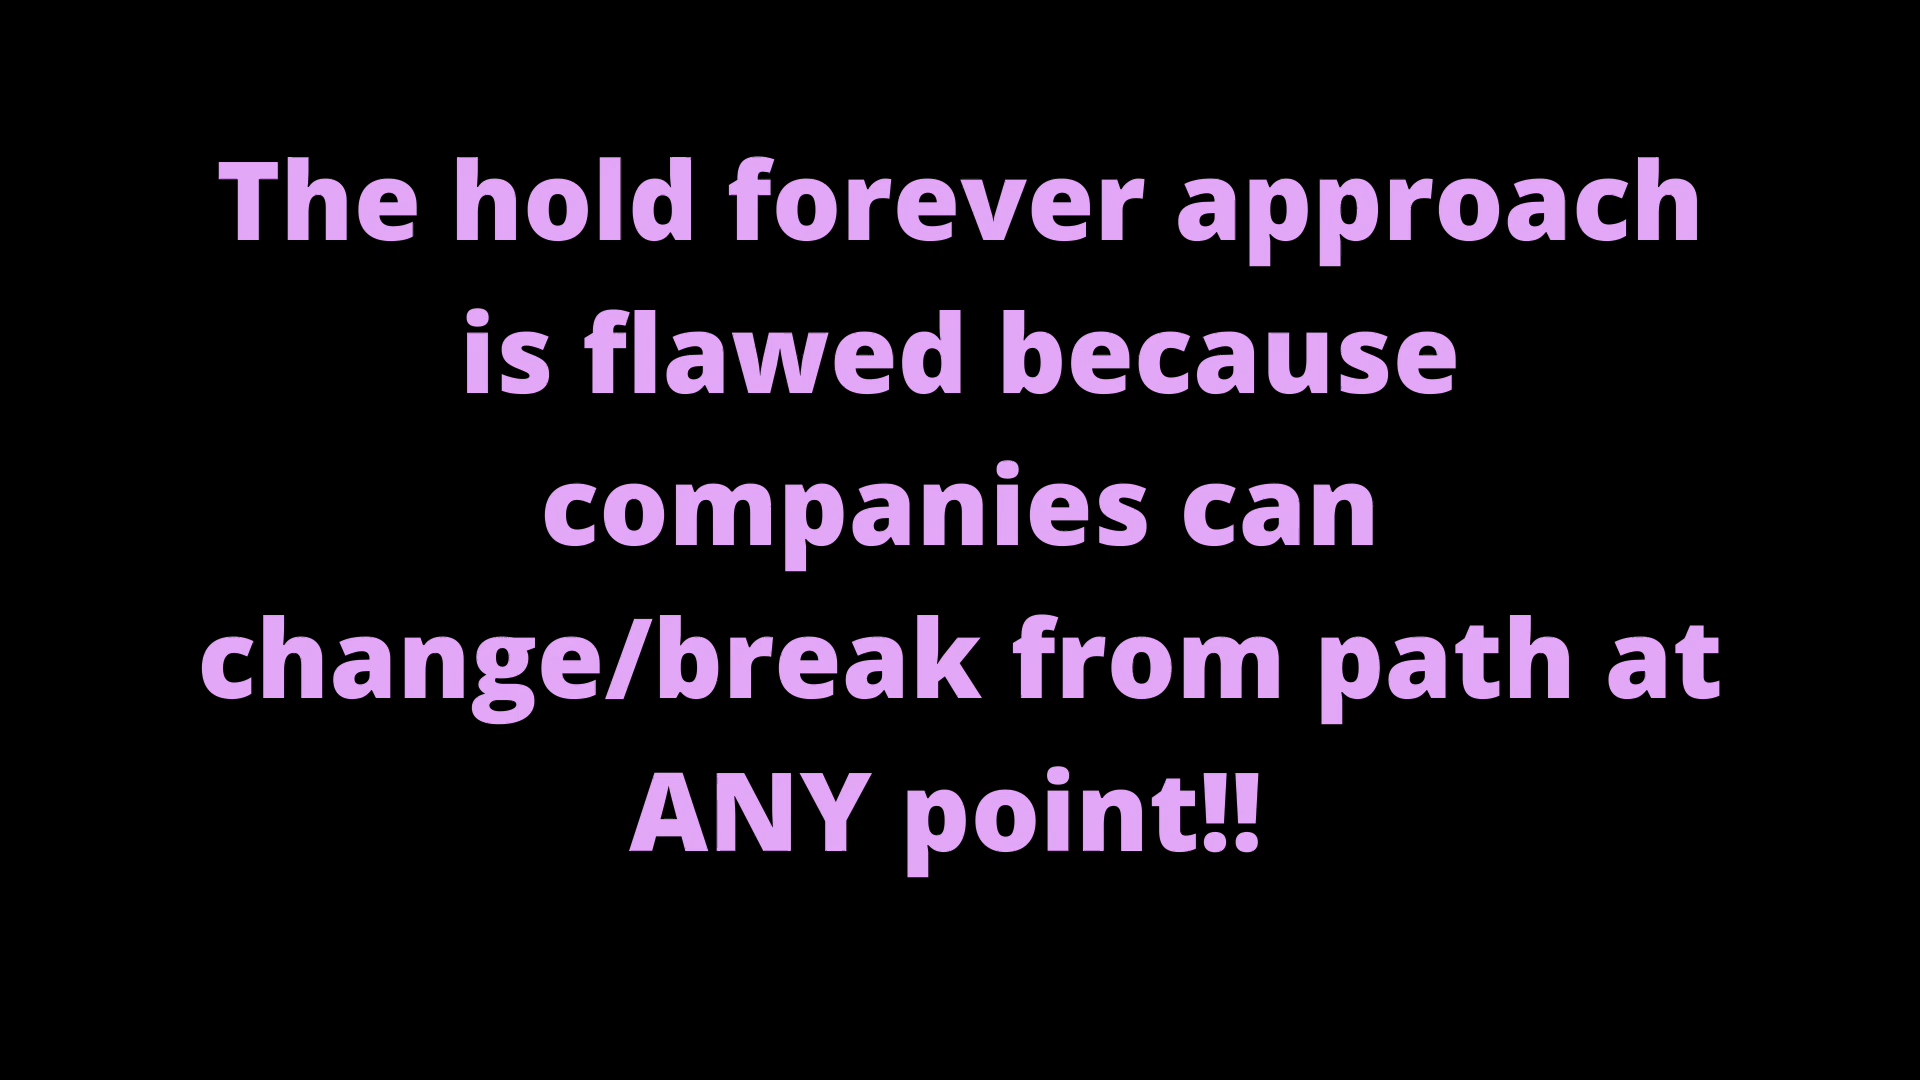 The hold forever approach
is flawed because
companies can
change/break from path at
ANY point!!